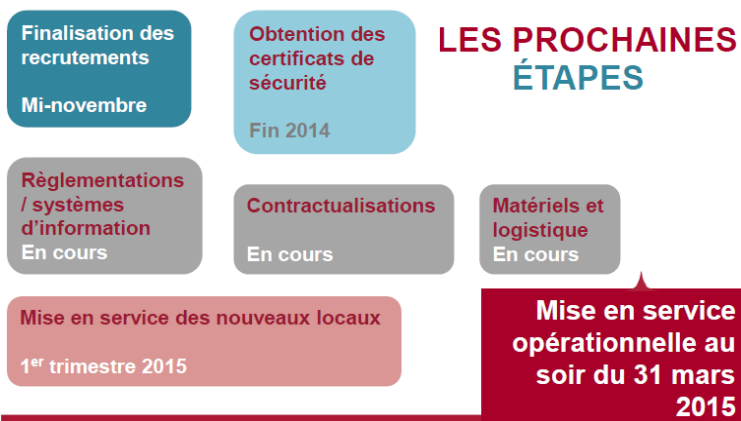 LES PROCHAINES
ÉTAPES
Finalisation des
recrutements
Mi-novembre
Obtention des
certificats de
sécurité
Fin 2014
Règlementations
/ systèmes
d'information
En cours
Contractualisations
En cours
Matériels et
logistique
En cours
Mise en service des nouveaux locaux
1er trimestre 2015
Mise en service
opérationnelle au
soir du 31 mars
2015